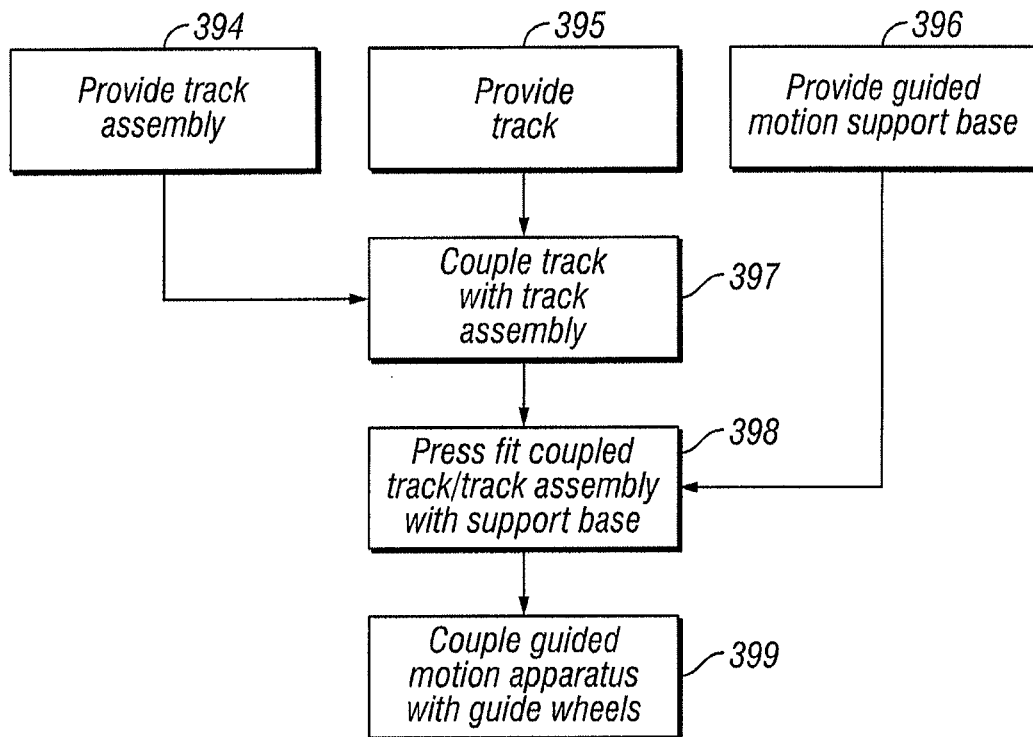 394
395
396
Provide track
assembly
Provide
track
Provide guided
motion support base
Couple track
with track
assembly
397
Press fit coupled
track/track assembly
with support base
398
Couple guided
motion apparatus
with guide wheels
399